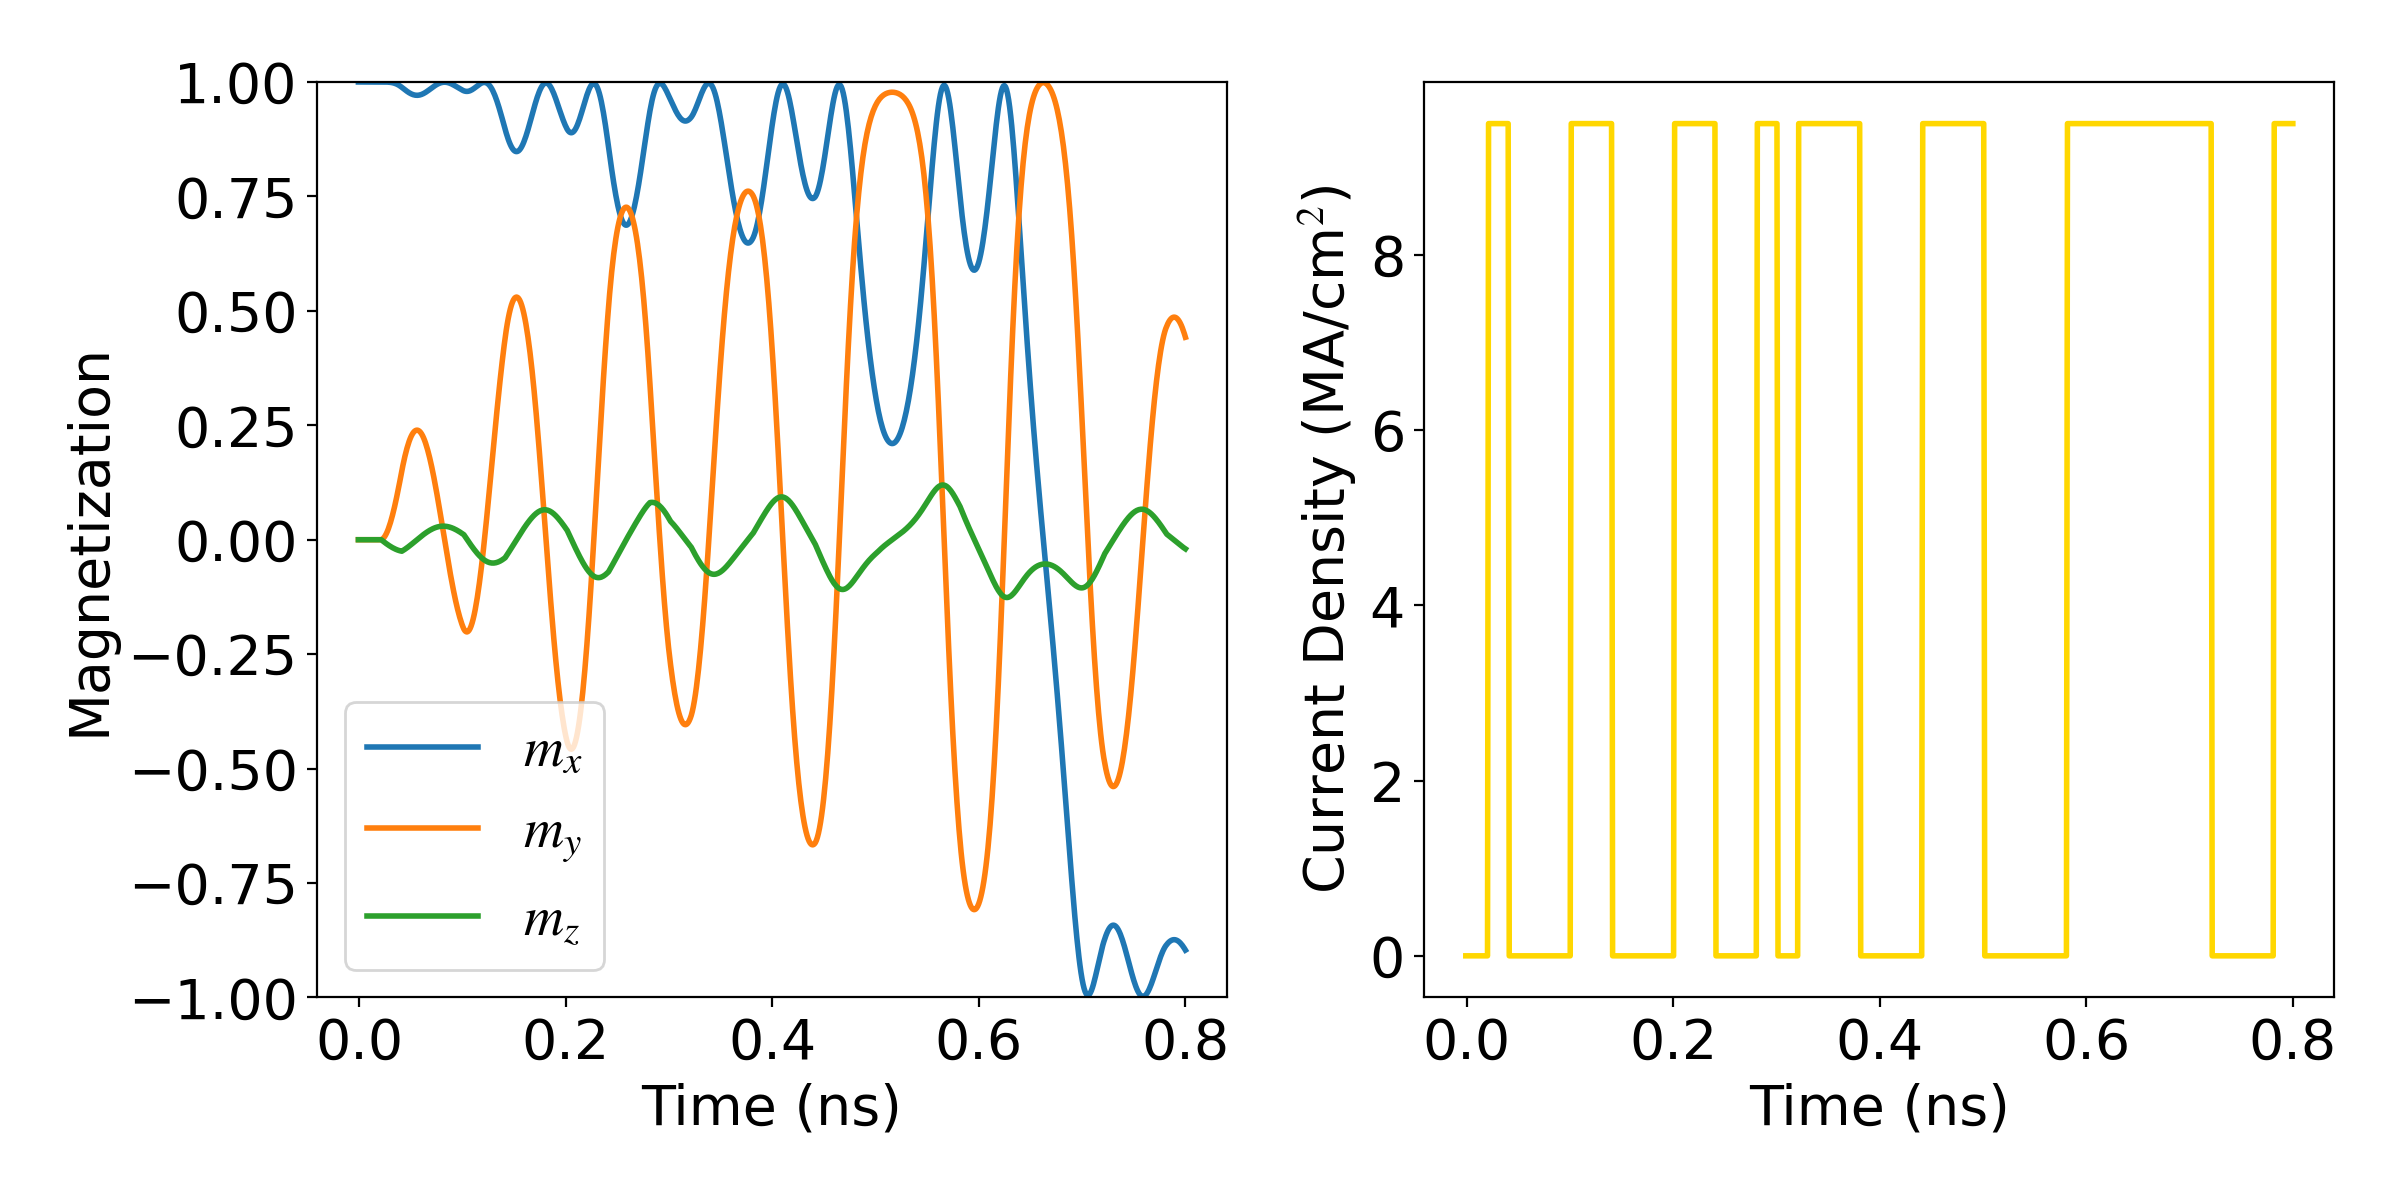 1.00
0.75
0.50
0.25
0.00
−0.25
−0.50
−0.75
−1.00
Magnetization
m_x
m_y
m_z
0.0 0.2 0.4 0.6 0.8
Time (ns)
8
6
4
2
0
Current Density (MA/cm²)
0.0 0.2 0.4 0.6 0.8
Time (ns)